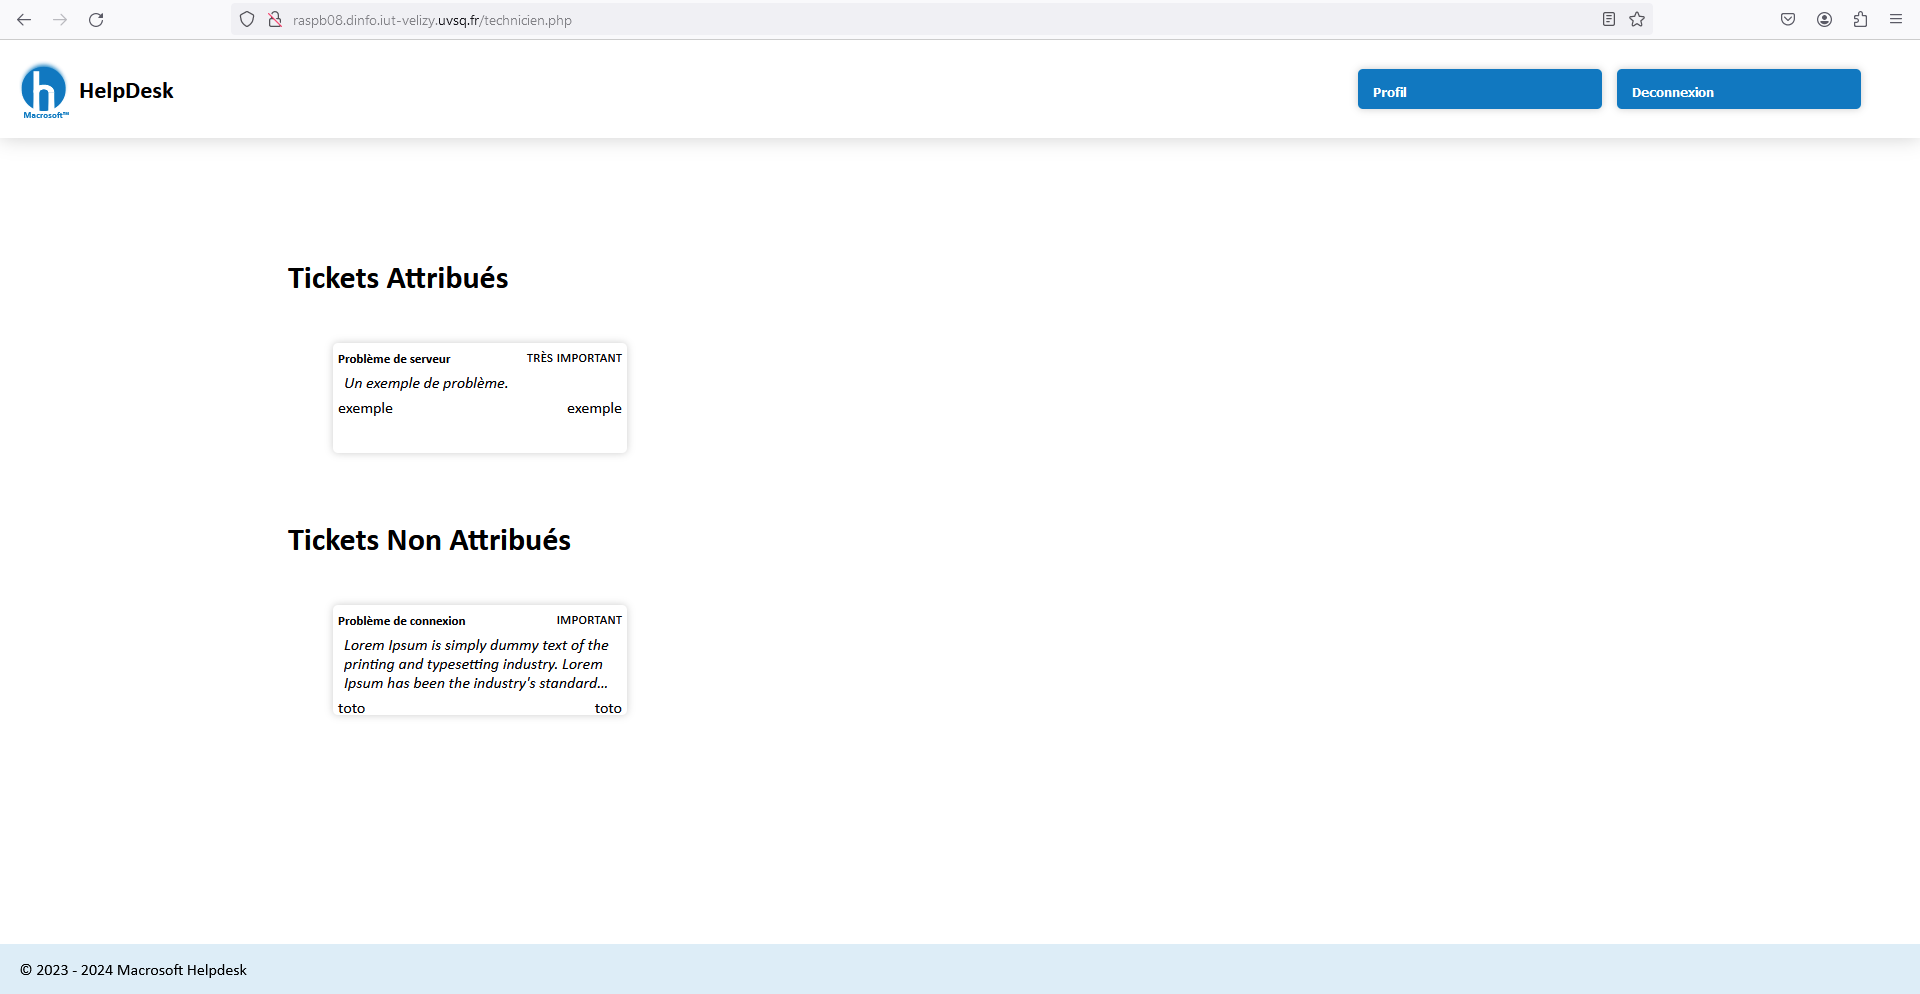 raspb08.dinfo.iut-velizy.uvsq.fr/technicien.php
h
Macrosoft™
HelpDesk
Profil
Deconnexion
Tickets Attribués
Problème de serveur TRÈS IMPORTANT
Un exemple de problème.
exemple exemple
Tickets Non Attribués
Problème de connexion IMPORTANT
Lorem Ipsum is simply dummy text of the
printing and typesetting industry. Lorem
Ipsum has been the industry's standard...
toto toto
© 2023 - 2024 Macrosoft Helpdesk